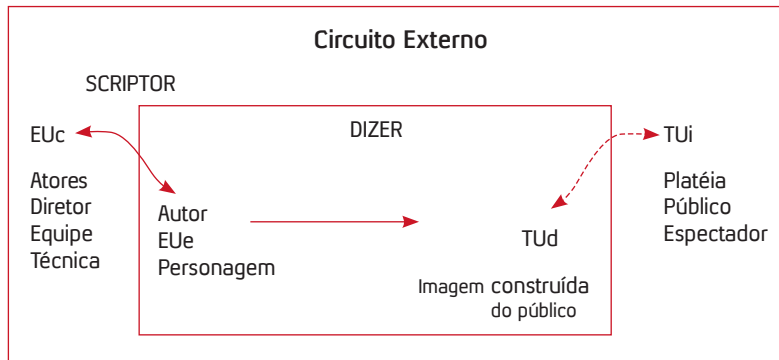 Circuito Externo
SCRIPTOR
DIZER
EUc
Atores
Diretor
Equipe
Técnica
Autor
EUe
Personagem
TUd
Imagem construída
do público
TUi
Platéia
Público
Espectador